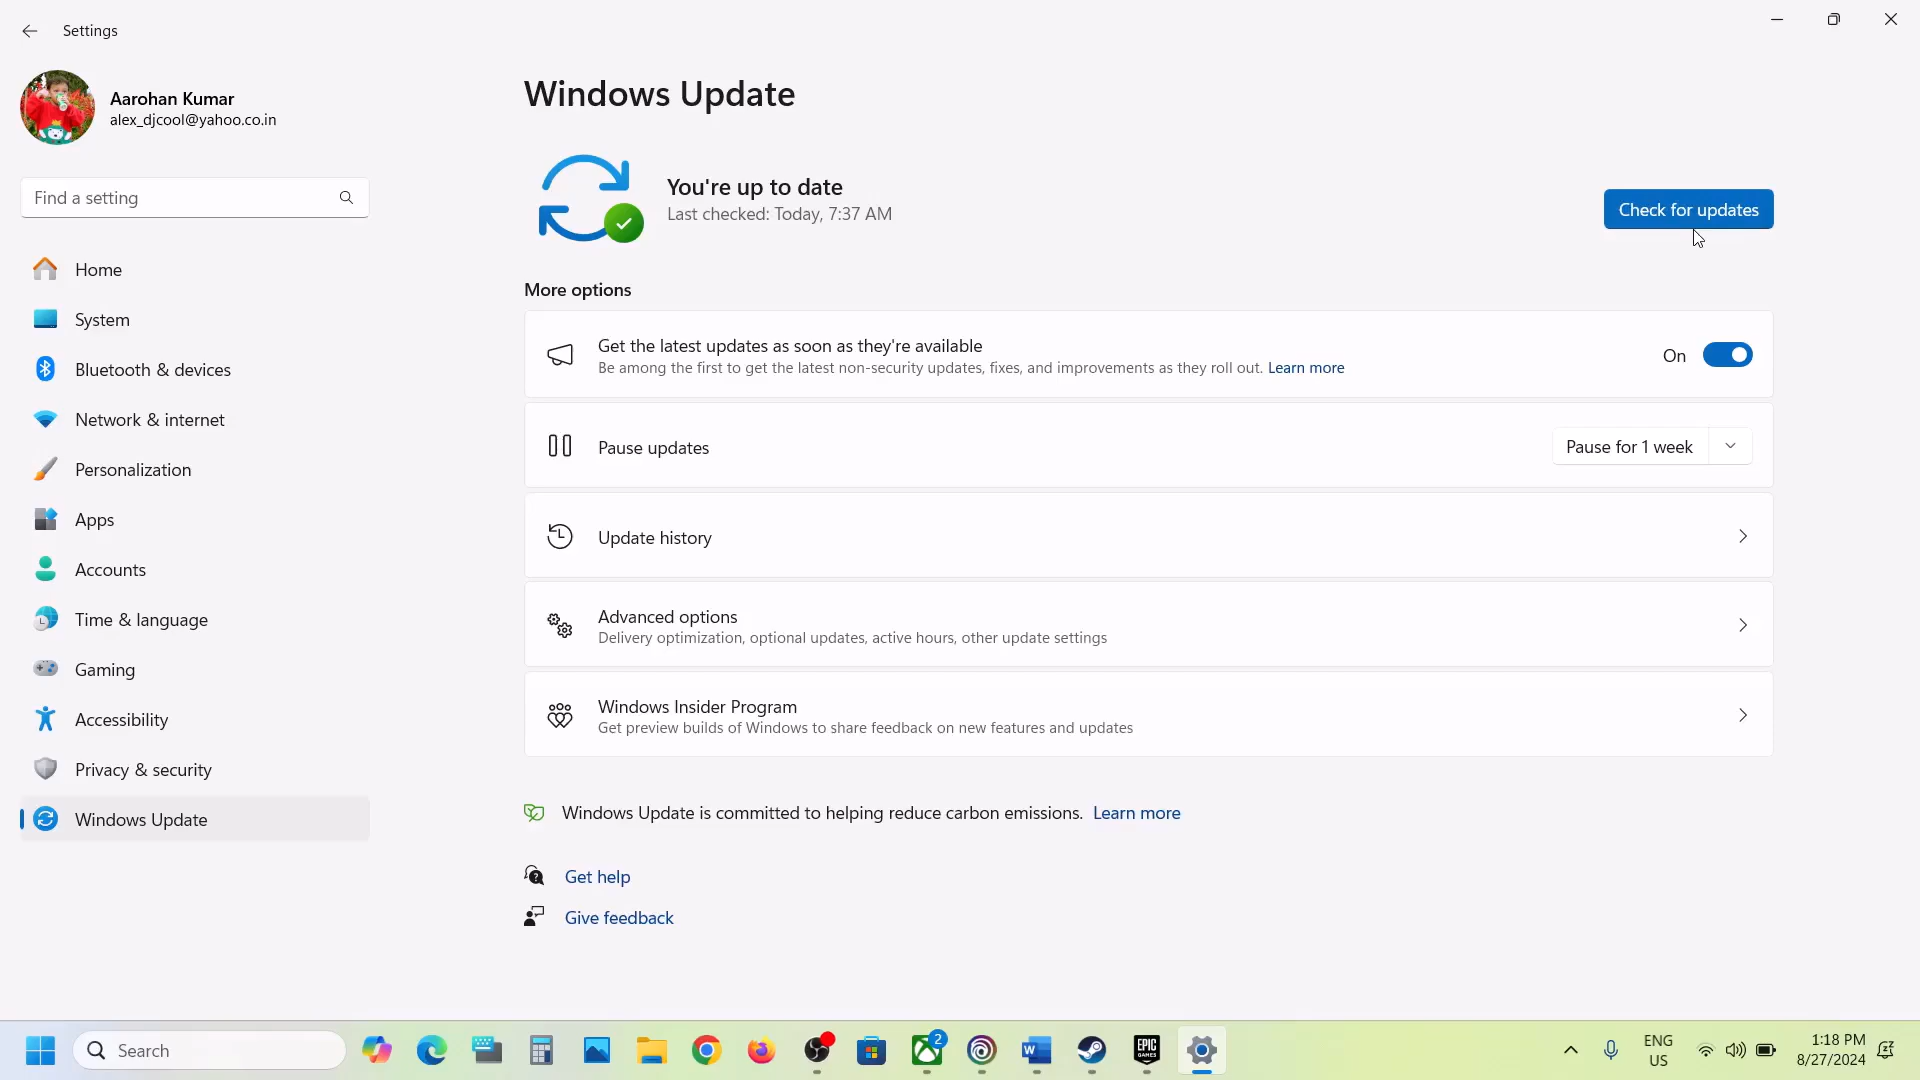 Settings
Aarohan Kumar
alex_djcool@yahoo.co.in
Find a setting
Home
System
Bluetooth & devices
Network & internet
Personalization
Apps
Accounts
Time & language
Gaming
Accessibility
Privacy & security
Windows Update
Windows Update
You're up to date
Last checked: Today, 7:37 AM
Check for updates
More options
Get the latest updates as soon as they're available
Be among the first to get the latest non-security updates, fixes, and improvements as they roll out. Learn more
On
Pause updates
Pause for 1 week
Update history
Advanced options
Delivery optimization, optional updates, active hours, other update settings
Windows Insider Program
Get preview builds of Windows to share feedback on new features and updates
Windows Update is committed to helping reduce carbon emissions. Learn more
Get help
Give feedback
Search
2
W
EPIC
GAMES
ENG
US
1:18 PM
8/27/2024